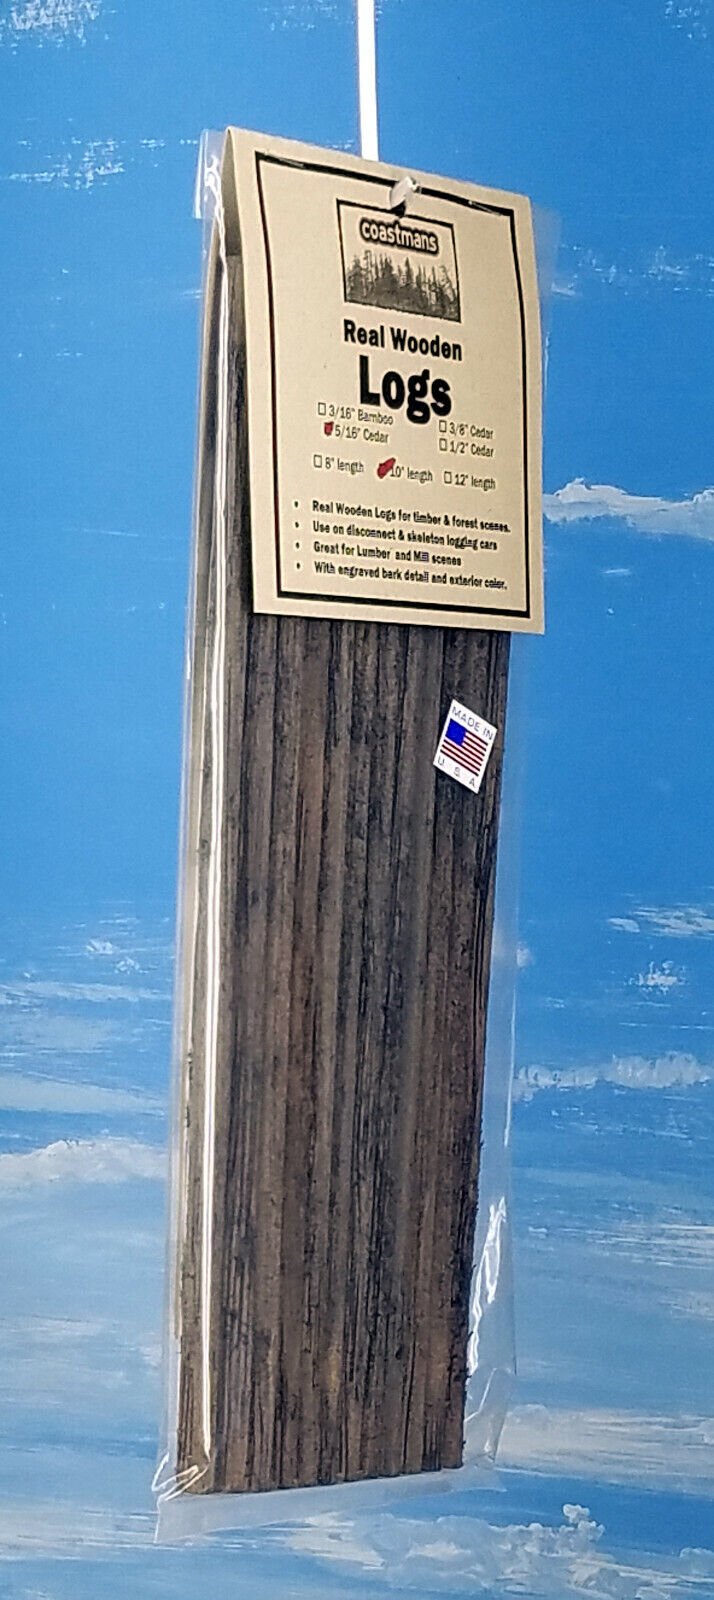 coastmans
Real Wooden
Logs
3/16" Bamboo
3/8" Cedar
5/16" Cedar
1/2" Cedar
8" length 10" length 12" length
• Real Wooden Logs for timber & forest scenes.
• Use on disconnect & skeleton logging cars
• Great for Lumber and Mill scenes
• With engraved bark detail and exterior color.
MADE IN
U S A